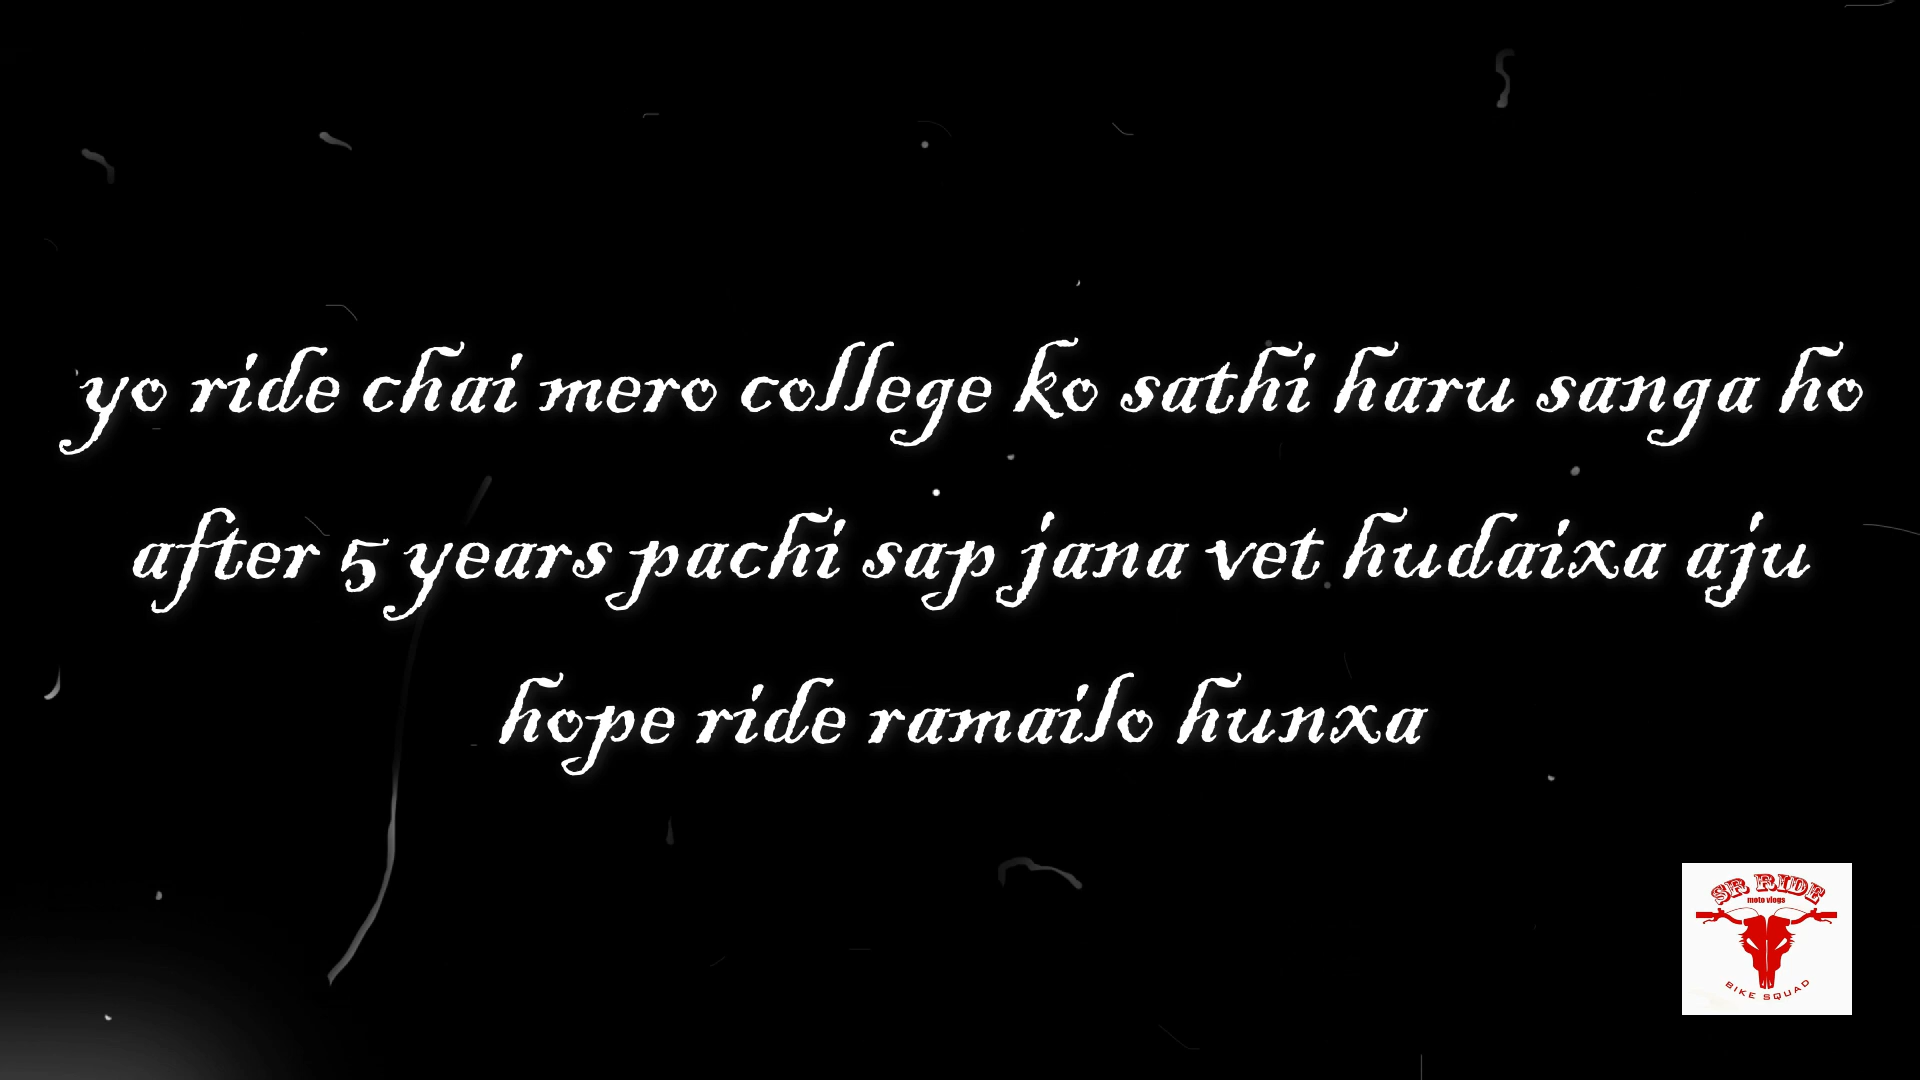 yo ride chai mero college ko sathi haru sanga ho
after 5 years pachi sap jana vet hudaixa aju
hope ride ramailo hunxa
SR RIDE
moto vlogs
BIKE SQUAD